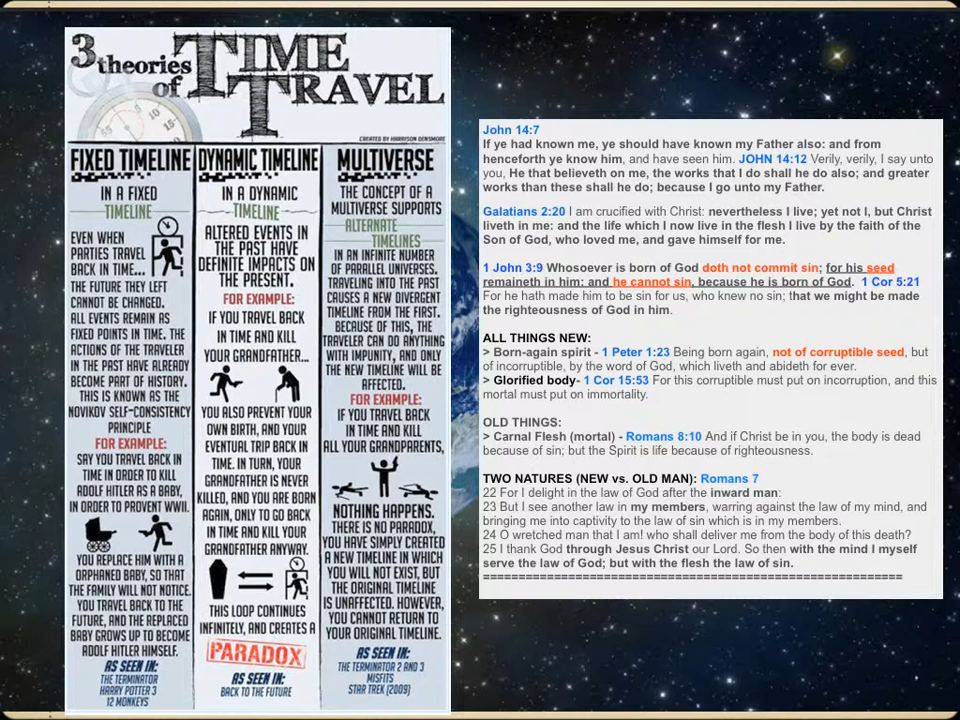 3 theories of TIME TRAVEL
CREATED BY HARRISON DENSMORE
FIXED TIMELINE
IN A FIXED
TIMELINE
EVEN WHEN
PARTIES TRAVEL
BACK IN TIME...
THE FUTURE THEY LEFT
CANNOT BE CHANGED.
ALL EVENTS REMAIN AS
FIXED POINTS IN TIME. THE
ACTIONS OF THE TRAVELER
IN THE PAST HAVE ALREADY
BECOME PART OF HISTORY.
THIS IS KNOWN AS THE
NOVIKOV SELF-CONSISTENCY
PRINCIPLE
FOR EXAMPLE:
SAY YOU TRAVEL BACK IN
TIME IN ORDER TO KILL
ADOLF HITLER AS A BABY,
IN ORDER TO PROVENT WWII.
YOU REPLACE HIM WITH A
ORPHANED BABY, SO THAT
THE FAMILY WILL NOT NOTICE.
YOU TRAVEL BACK TO THE
FUTURE, AND THE REPLACED
BABY GROWS UP TO BECOME
ADOLF HITLER HIMSELF.
AS SEEN IN:
THE TERMINATOR
HARRY POTTER 3
12 MONKEYS
DYNAMIC TIMELINE
IN A DYNAMIC
TIMELINE
ALTERED EVENTS IN
THE PAST HAVE
DEFINITE IMPACTS ON
THE PRESENT.
FOR EXAMPLE:
IF YOU TRAVEL BACK
IN TIME AND KILL
YOUR GRANDFATHER...
YOU ALSO PREVENT YOUR
OWN BIRTH, AND YOUR
EVENTUAL TRIP BACK IN
TIME. IN TURN, YOUR
GRANDFATHER IS NEVER
KILLED, AND YOU ARE BORN
AGAIN, ONLY TO GO BACK
IN TIME AND KILL YOUR
GRANDFATHER ANYWAY.
THIS LOOP CONTINUES
INFINITELY, AND CREATES A
PARADOX
AS SEEN IN:
BACK TO THE FUTURE
MULTIVERSE
THE CONCEPT OF A
MULTIVERSE SUPPORTS
ALTERNATE
TIMELINES
IN AN INFINITE NUMBER
OF PARALLEL UNIVERSES.
TRAVELING INTO THE PAST
CAUSES A NEW DIVERGENT
TIMELINE FROM THE FIRST.
BECAUSE OF THIS, THE
TRAVELER CAN DO ANYTHING
WITH IMPUNITY, AND ONLY
THE NEW TIMELINE WILL BE
AFFECTED.
FOR EXAMPLE:
IF YOU TRAVEL BACK
IN TIME AND KILL
ALL YOUR GRANDPARENTS,
NOTHING HAPPENS.
THERE IS NO PARADOX,
YOU HAVE SIMPLY CREATED
A NEW TIMELINE IN WHICH
YOU WILL NOT EXIST, BUT
THE ORIGINAL TIMELINE
IS UNAFFECTED. HOWEVER,
YOU CANNOT RETURN TO
YOUR ORIGINAL TIMELINE.
AS SEEN IN:
THE TERMINATOR 2 AND 3
MISFITS
STAR TREK (2009)
John 14:7
If ye had known me, ye should have known my Father also: and from
henceforth ye know him, and have seen him. JOHN 14:12 Verily, verily, I say unto
you, He that believeth on me, the works that I do shall he do also; and greater
works than these shall he do; because I go unto my Father.
Galatians 2:20 I am crucified with Christ: nevertheless I live; yet not I, but Christ
liveth in me: and the life which I now live in the flesh I live by the faith of the
Son of God, who loved me, and gave himself for me.
1 John 3:9 Whosoever is born of God doth not commit sin; for his seed
remaineth in him: and he cannot sin, because he is born of God. 1 Cor 5:21
For he hath made him to be sin for us, who knew no sin; that we might be made
the righteousness of God in him.
ALL THINGS NEW:
> Born-again spirit - 1 Peter 1:23 Being born again, not of corruptible seed, but
of incorruptible, by the word of God, which liveth and abideth for ever.
> Glorified body- 1 Cor 15:53 For this corruptible must put on incorruption, and this
mortal must put on immortality.
OLD THINGS:
> Carnal Flesh (mortal) - Romans 8:10 And if Christ be in you, the body is dead
because of sin; but the Spirit is life because of righteousness.
TWO NATURES (NEW vs. OLD MAN): Romans 7
22 For I delight in the law of God after the inward man:
23 But I see another law in my members, warring against the law of my mind, and
bringing me into captivity to the law of sin which is in my members.
24 O wretched man that I am! who shall deliver me from the body of this death?
25 I thank God through Jesus Christ our Lord. So then with the mind I myself
serve the law of God; but with the flesh the law of sin.
============================================================